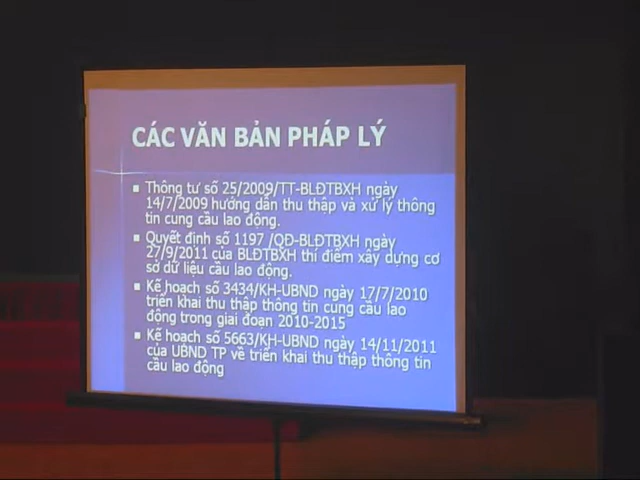 CÁC VĂN BẢN PHÁP LÝ
▪ Thông tư số 25/2009/TT-BLĐTBXH ngày
14/7/2009 hướng dẫn thu thập và xử lý thông
tin cung cầu lao động.
▪ Quyết định số 1197 /QĐ-BLĐTBXH ngày
27/9/2011 của BLĐTBXH thí điểm xây dựng cơ
sở dữ liệu cầu lao động.
▪ Kế hoạch số 3434/KH-UBND ngày 17/7/2010
triển khai thu thập thông tin cung cầu lao
động trong giai đoạn 2010-2015
▪ Kế hoạch số 5663/KH-UBND ngày 14/11/2011
của UBND TP về triển khai thu thập thông tin
cầu lao động